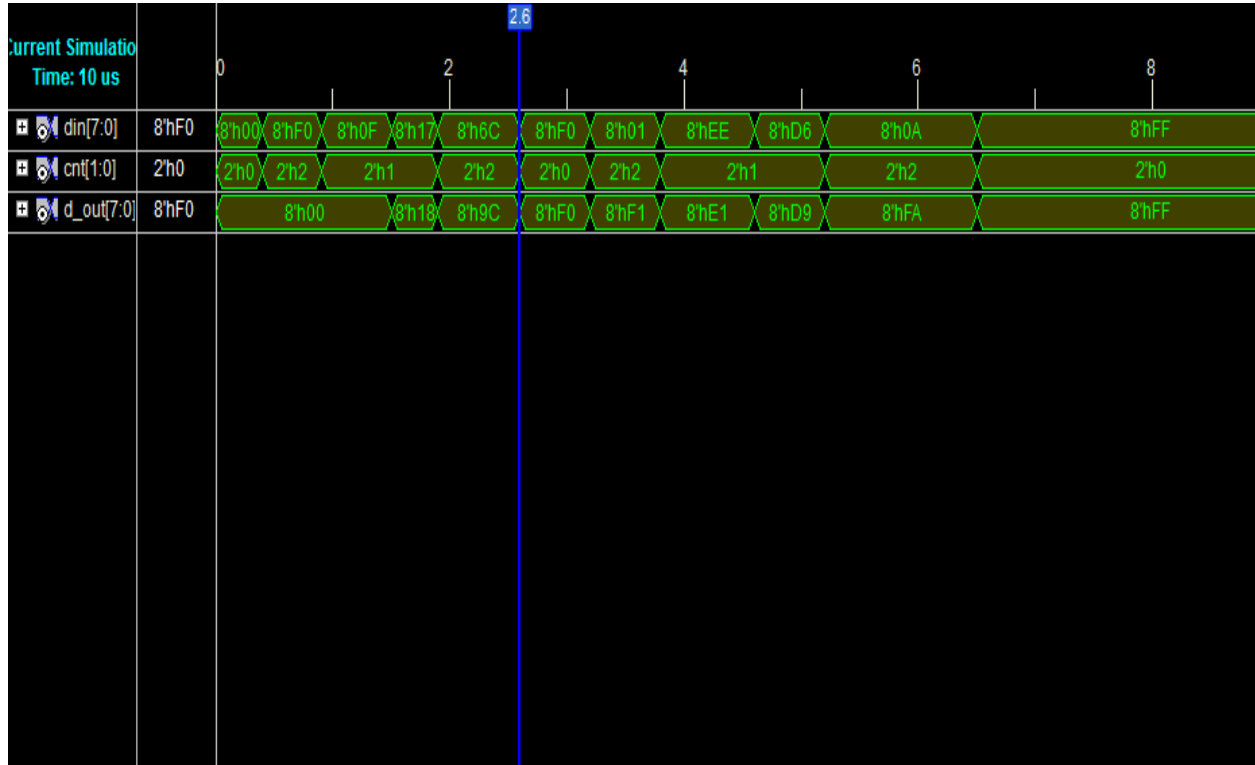 2.6
:urrent Simulatio
Time: 10 us
0 2 4 6 8
din[7:0] 8'hF0 8'h00 8'hF0 8'h0F 8'h17 8'h6C 8'hF0 8'h01 8'hEE 8'hD6 8'h0A 8'hFF
cnt[1:0] 2'h0 2'h0 2'h2 2'h1 2'h2 2'h0 2'h2 2'h1 2'h2 2'h0
d_out[7:0] 8'hF0 8'h00 8'h18 8'h9C 8'hF0 8'hF1 8'hE1 8'hD9 8'hFA 8'hFF